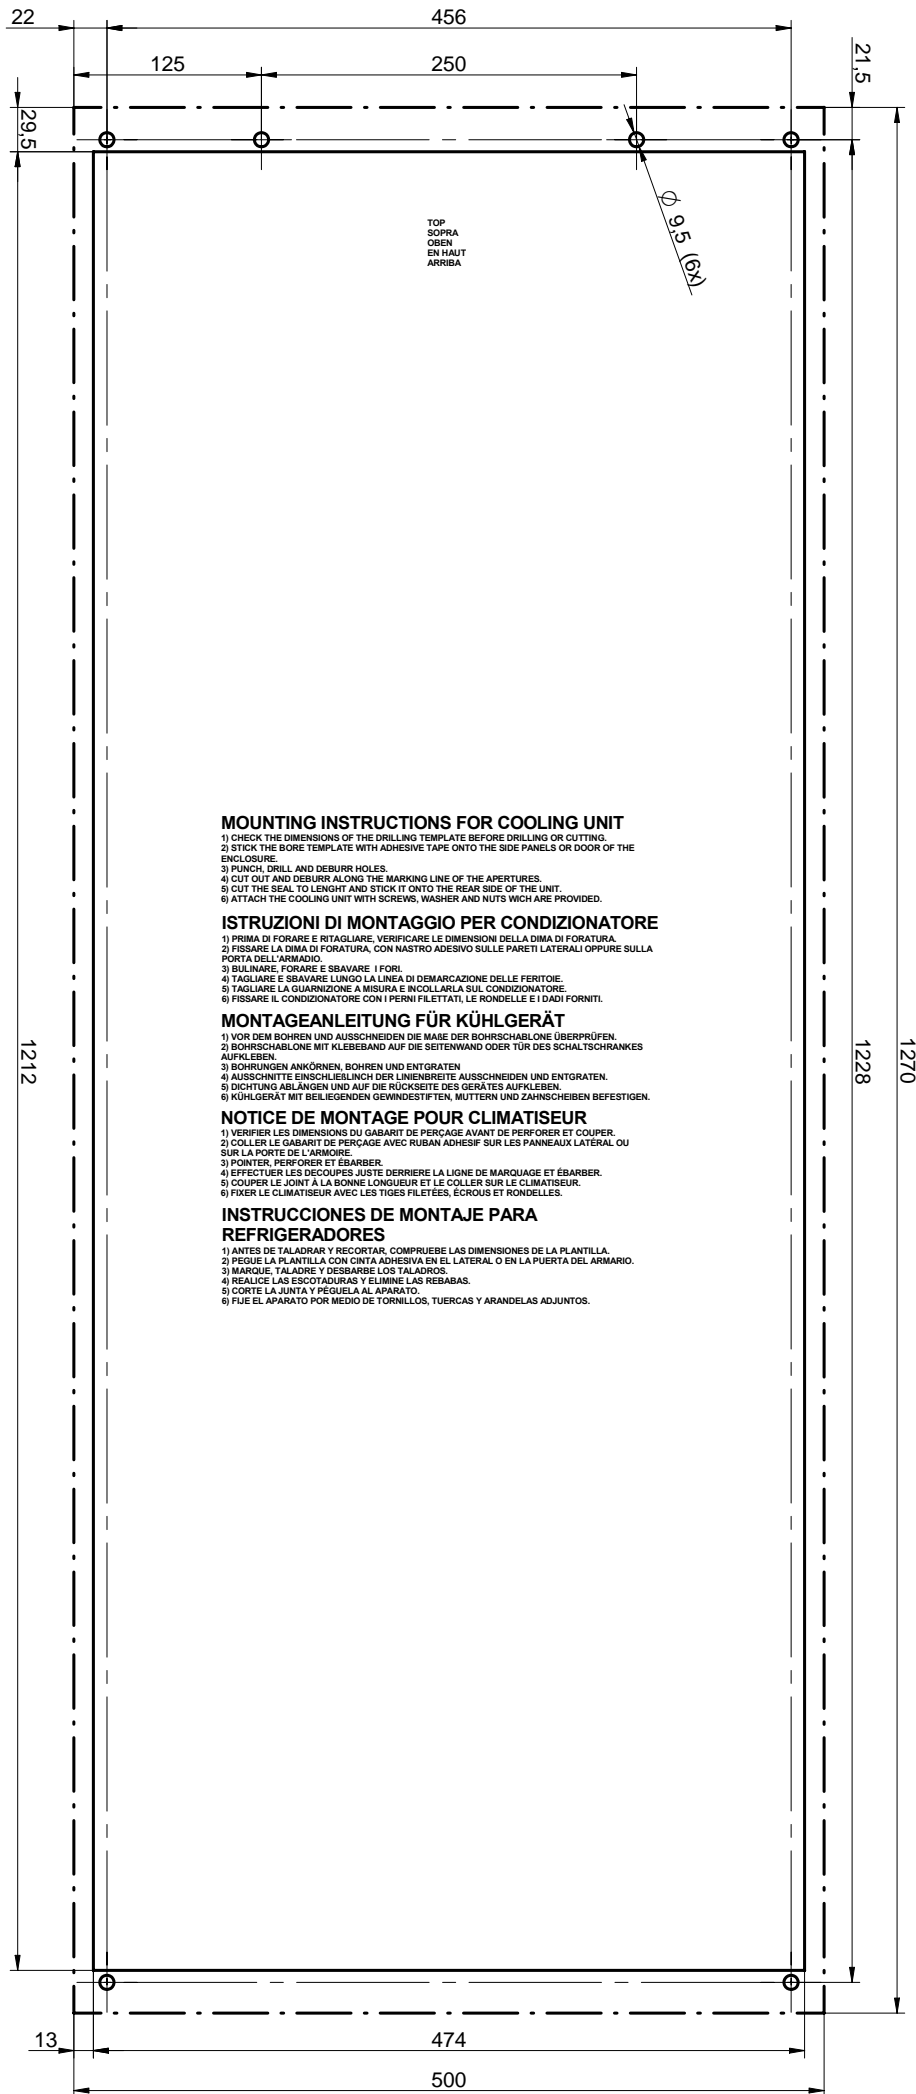 22
456
125
250
21,5
29,5
Ø 9,5 (6x)
TOP
SOPRA
OBEN
EN HAUT
ARRIBA
MOUNTING INSTRUCTIONS FOR COOLING UNIT
1) CHECK THE DIMENSIONS OF THE DRILLING TEMPLATE BEFORE DRILLING OR CUTTING.
2) STICK THE BORE TEMPLATE WITH ADHESIVE TAPE ONTO THE SIDE PANELS OR DOOR OF THE
ENCLOSURE.
3) PUNCH, DRILL AND DEBURR HOLES.
4) CUT OUT AND DEBURR ALONG THE MARKING LINE OF THE APERTURES.
5) CUT THE SEAL TO LENGHT AND STICK IT ONTO THE REAR SIDE OF THE UNIT.
6) ATTACH THE COOLING UNIT WITH SCREWS, WASHER AND NUTS WICH ARE PROVIDED.
ISTRUZIONI DI MONTAGGIO PER CONDIZIONATORE
1) PRIMA DI FORARE E RITAGLIARE, VERIFICARE LE DIMENSIONI DELLA DIMA DI FORATURA.
2) FISSARE LA DIMA DI FORATURA, CON NASTRO ADESIVO SULLE PARETI LATERALI OPPURE SULLA
PORTA DELL'ARMADIO.
3) BULINARE, FORARE E SBAVARE I FORI.
4) TAGLIARE E SBAVARE LUNGO LA LINEA DI DEMARCAZIONE DELLE FERITOIE.
5) TAGLIARE LA GUARNIZIONE A MISURA E INCOLLARLA SUL CONDIZIONATORE.
6) FISSARE IL CONDIZIONATORE CON I PERNI FILETTATI, LE RONDELLE E I DADI FORNITI.
MONTAGEANLEITUNG FÜR KÜHLGERÄT
1) VOR DEM BOHREN UND AUSSCHNEIDEN DIE MAßE DER BOHRSCHABLONE ÜBERPRÜFEN.
2) BOHRSCHABLONE MIT KLEBEBAND AUF DIE SEITENWAND ODER TÜR DES SCHALTSCHRANKES
AUFKLEBEN.
3) BOHRUNGEN ANKÖRNEN, BOHREN UND ENTGRATEN
4) AUSSCHNITTE EINSCHLIEßLINCH DER LINIENBREITE AUSSCHNEIDEN UND ENTGRATEN.
5) DICHTUNG ABLÄNGEN UND AUF DIE RÜCKSEITE DES GERÄTES AUFKLEBEN.
6) KÜHLGERÄT MIT BEILIEGENDEN GEWINDESTIFTEN, MUTTERN UND ZAHNSCHEIBEN BEFESTIGEN.
NOTICE DE MONTAGE POUR CLIMATISEUR
1) VERIFIER LES DIMENSIONS DU GABARIT DE PERÇAGE AVANT DE PERFORER ET COUPER.
2) COLLER LE GABARIT DE PERÇAGE AVEC RUBAN ADHESIF SUR LES PANNEAUX LATÉRAL OU
SUR LA PORTE DE L'ARMOIRE.
3) POINTER, PERFORER ET ÉBARBER.
4) EFFECTUER LES DECOUPES JUSTE DERRIERE LA LIGNE DE MARQUAGE ET ÉBARBER.
5) COUPER LE JOINT À LA BONNE LONGUEUR ET LE COLLER SUR LE CLIMATISEUR.
6) FIXER LE CLIMATISEUR AVEC LES TIGES FILETÉES, ÉCROUS ET RONDELLES.
INSTRUCCIONES DE MONTAJE PARA
REFRIGERADORES
1) ANTES DE TALADRAR Y RECORTAR, COMPRUEBE LAS DIMENSIONES DE LA PLANTILLA.
2) PEGUE LA PLANTILLA CON CINTA ADHESIVA EN EL LATERAL O EN LA PUERTA DEL ARMARIO.
3) MARQUE, TALADRE Y DESBARBE LOS TALADROS.
4) REALICE LAS ESCOTADURAS Y ELIMINE LAS REBABAS.
5) CORTE LA JUNTA Y PÉGUELA AL APARATO.
6) FIJE EL APARATO POR MEDIO DE TORNILLOS, TUERCAS Y ARANDELAS ADJUNTOS.
1212
1228
1270
13
474
500